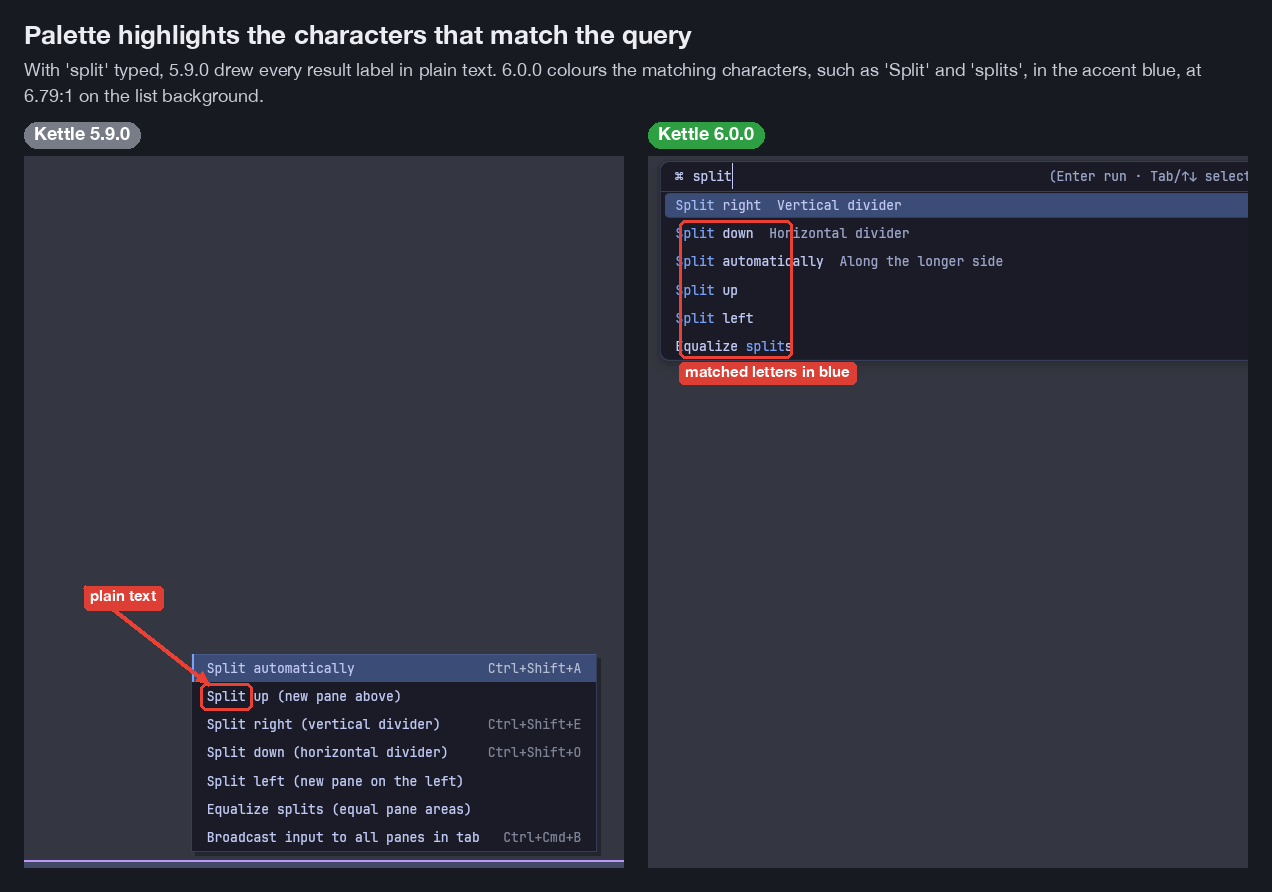 Palette highlights the characters that match the query
With 'split' typed, 5.9.0 drew every result label in plain text. 6.0.0 colours the matching characters, such as 'Split' and 'splits', in the accent blue, at
6.79:1 on the list background.
Kettle 5.9.0
plain text
Split automatically Ctrl+Shift+A
Split up (new pane above)
Split right (vertical divider) Ctrl+Shift+E
Split down (horizontal divider) Ctrl+Shift+O
Split left (new pane on the left)
Equalize splits (equal pane areas)
Broadcast input to all panes in tab Ctrl+Cmd+B
Kettle 6.0.0
⌘ split (Enter run · Tab/↑↓ select
Split right Vertical divider
Split down Horizontal divider
Split automatically Along the longer side
Split up
Split left
Equalize splits
matched letters in blue